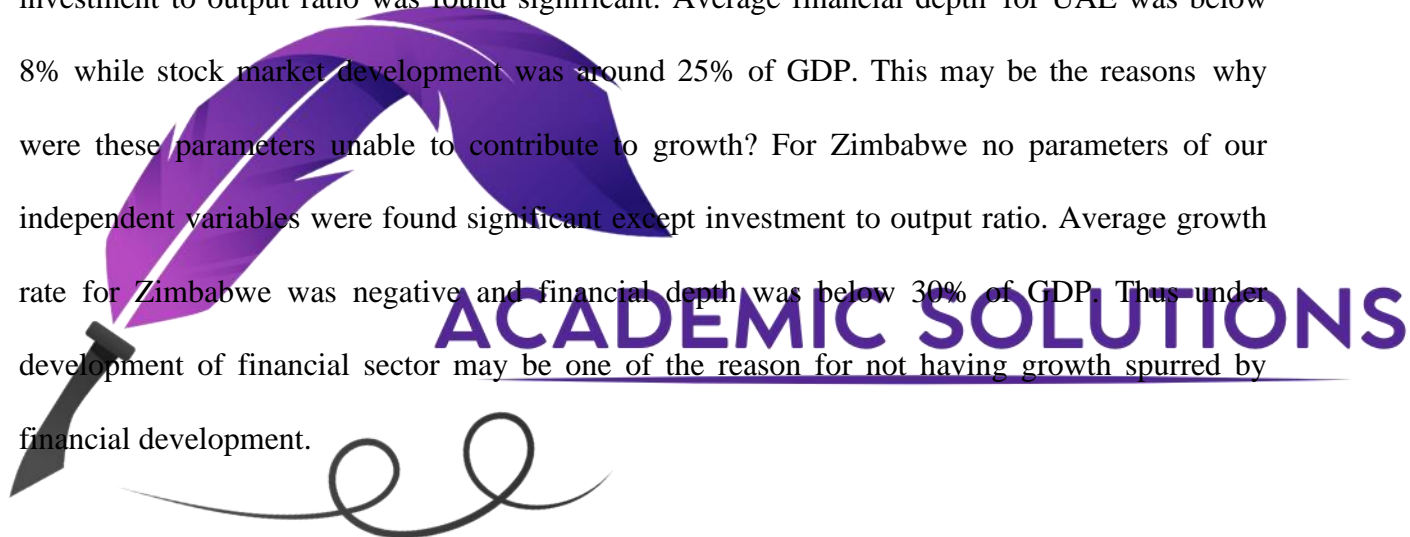 investment to output ratio was found significant. Average financial depth for UAE was below
8% while stock market development was around 25% of GDP. This may be the reasons why
were these parameters unable to contribute to growth? For Zimbabwe no parameters of our
independent variables were found significant except investment to output ratio. Average growth
rate for Zimbabwe was negative and financial depth was below 30% of GDP. Thus under
ACADEMIC SOLUTIONS
development of financial sector may be one of the reason for not having growth spurred by
financial development.